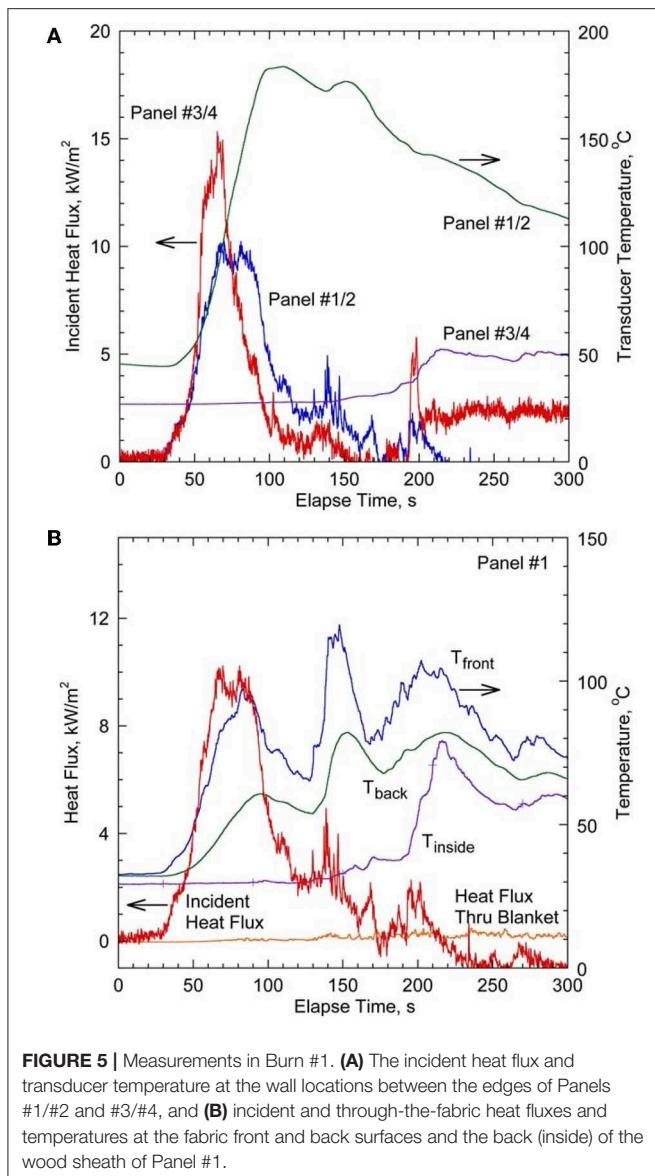 A
20
15
10
5
0
Incident Heat Flux, kW/m²
200
150
100
50
0
Transducer Temperature, °C
Panel #3/4
Panel #1/2
Panel #1/2
Panel #3/4
0 50 100 150 200 250 300
Elapse Time, s
B
12
8
4
0
Heat Flux, kW/m²
150
100
50
0
Temperature, °C
Panel #1
Tfront
Tback
Tinside
Incident
Heat Flux
Heat Flux
Thru Blanket
0 50 100 150 200 250 300
Elapse Time, s
FIGURE 5 | Measurements in Burn #1. (A) The incident heat flux and
transducer temperature at the wall locations between the edges of Panels
#1/#2 and #3/#4, and (B) incident and through-the-fabric heat fluxes and
temperatures at the fabric front and back surfaces and the back (inside) of the
wood sheath of Panel #1.